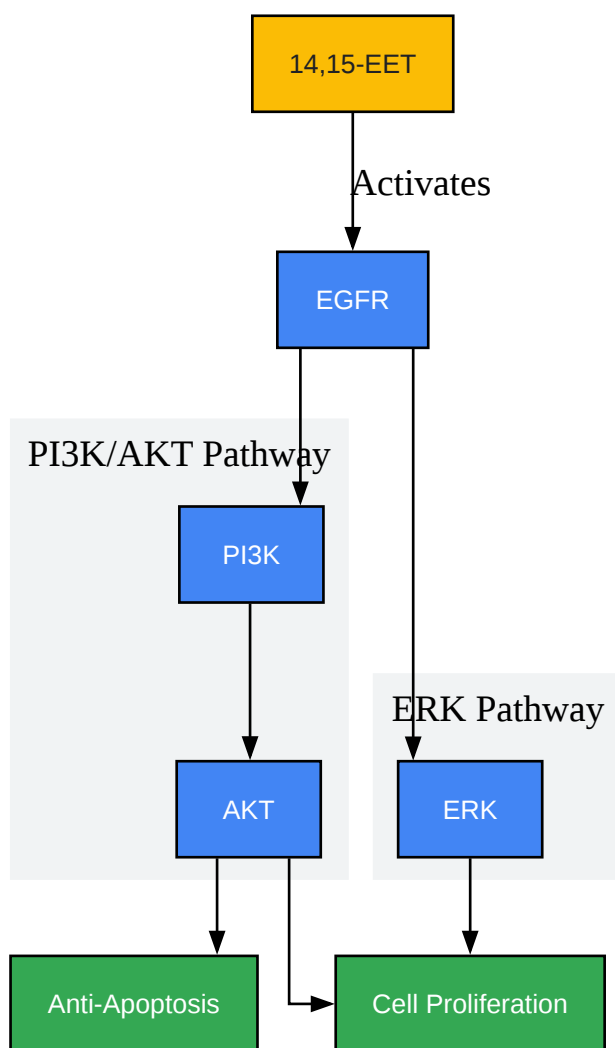 14,15-EET
Activates
EGFR
PI3K/AKT Pathway
PI3K
ERK Pathway
AKT
ERK
Anti-Apoptosis
Cell Proliferation